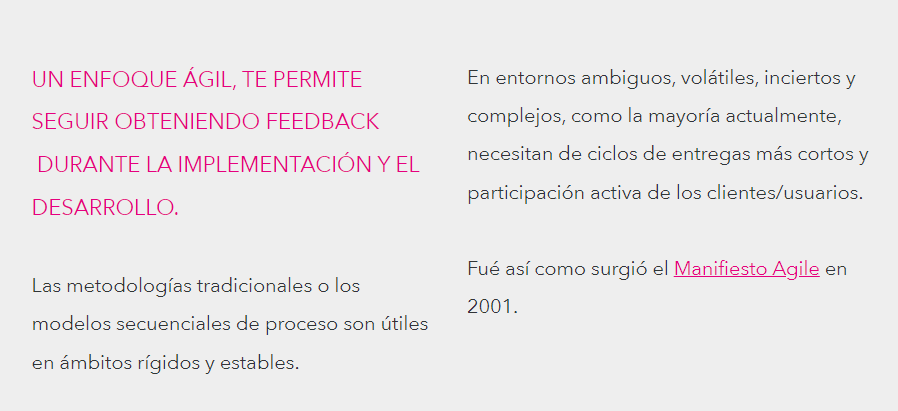 UN ENFOQUE ÁGIL, TE PERMITE
SEGUIR OBTENIENDO FEEDBACK
DURANTE LA IMPLEMENTACIÓN Y EL
DESARROLLO.
Las metodologías tradicionales o los
modelos secuenciales de proceso son útiles
en ámbitos rígidos y estables.
En entornos ambiguos, volátiles, inciertos y
complejos, como la mayoría actualmente,
necesitan de ciclos de entregas más cortos y
participación activa de los clientes/usuarios.
Fué así como surgió el Manifiesto Agile en
2001.